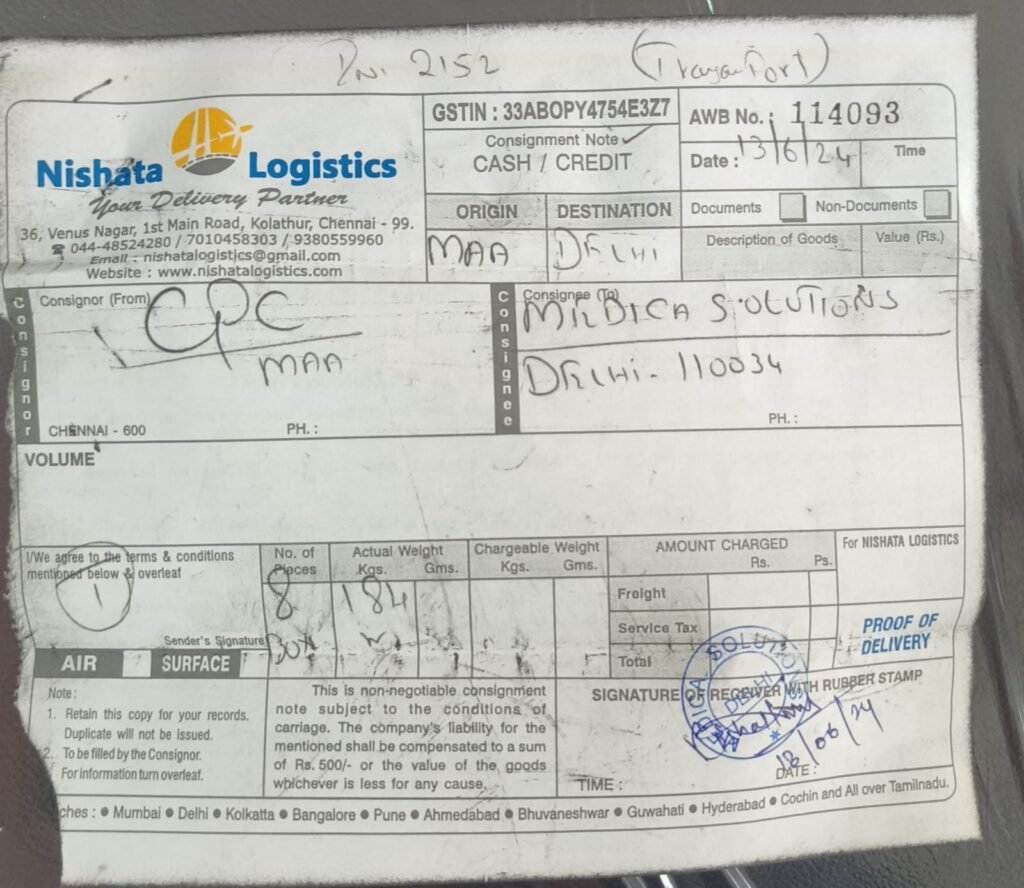 2152
Nishata Logistics
Your Delivery Partner
36, Venus Nagar, 1st Main Road, Kolathur, Chennai - 99.
☎ 044-48524280 / 7010458303 / 9380559960
Email : nishatalogistics@gmail.com
Website : www.nishatalogistics.com
GSTIN : 33ABOPY4754E3Z7
Consignment Note
CASH / CREDIT
AWB No. : 114093
Date : 13/6/24
Time
ORIGIN
DESTINATION
MAA
DELHI
Documents
Non-Documents
Description of Goods
Value (Rs.)
Consignor
Consignor (From)
CPC
MAA
CHENNAI - 600
PH. :
Consignee
Consignee (To)
MEDICA SOLUTIONS
DELHI - 110034
PH. :
VOLUME
I/We agree to the terms & conditions
mentioned below & overleaf
1
Sender's Signature
AIR
SURFACE
No. of Pieces
Actual Weight
Kgs. Gms.
Chargeable Weight
Kgs. Gms.
8
184
BOX
AMOUNT CHARGED
Rs. Ps.
Freight
Service Tax
Total
For NISHATA LOGISTICS
PROOF OF
DELIVERY
Note :
1. Retain this copy for your records.
Duplicate will not be issued.
2. To be filled by the Consignor.
For information turn overleaf.
This is non-negotiable consignment
note subject to the conditions of
carriage. The company's liability for the
mentioned shall be compensated to a sum
of Rs. 500/- or the value of the goods
whichever is less for any cause.
SIGNATURE OF RECEIVER WITH RUBBER STAMP
MEDICA SOLUTIONS
DELHI
18/06/24
TIME :
DATE :
ches : ● Mumbai ● Delhi ● Kolkatta ● Bangalore ● Pune ● Ahmedabad ● Bhuvaneshwar ● Guwahati ● Hyderabad ● Cochin and All over Tamilnadu.